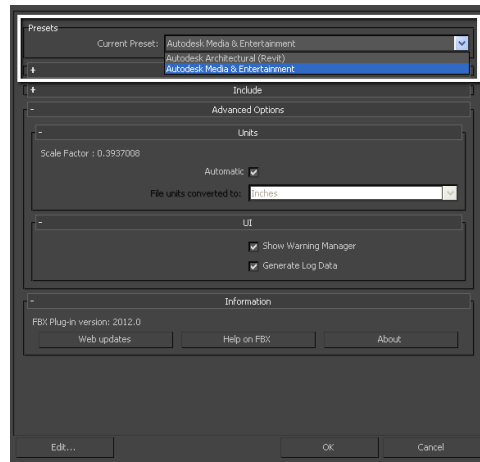 Presets
Current Preset: Autodesk Media & Entertainment
Autodesk Architectural (Revit)
+ Autodesk Media & Entertainment
+ Include
- Advanced Options
- Units
Scale Factor : 0.3937008
Automatic
File units converted to: Inches
- UI
Show Warning Manager
Generate Log Data
- Information
FBX Plug-in version: 2012.0
Web updates Help on FBX About
Edit... OK Cancel